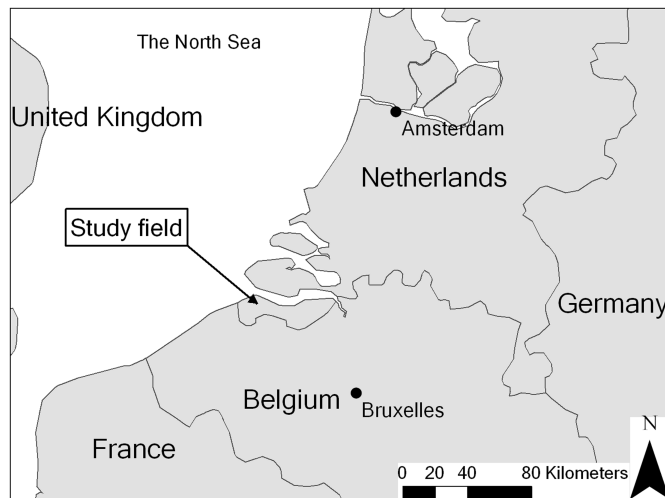 The North Sea
United Kingdom
Amsterdam
Netherlands
Study field
Germany
Belgium
Bruxelles
France
N
0 20 40 80 Kilometers